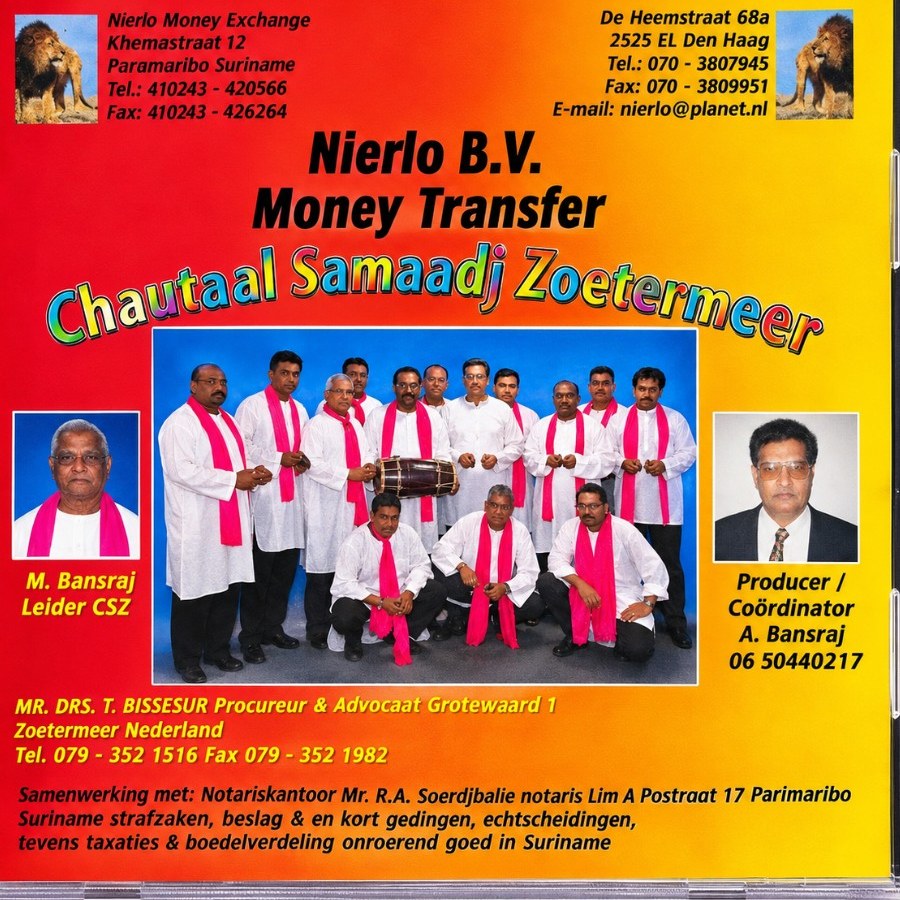 Nierlo Money Exchange
Khemastraat 12
Paramaribo Suriname
Tel.: 410243 - 420566
Fax: 410243 - 426264
De Heemstraat 68a
2525 EL Den Haag
Tel.: 070 - 3807945
Fax: 070 - 3809951
E-mail: nierlo@planet.nl
Nierlo B.V.
Money Transfer
Chautaal Samaadj Zoetermeer
M. Bansraj
Leider CSZ
Producer /
Coördinator
A. Bansraj
06 50440217
MR. DRS. T. BISSESUR Procureur & Advocaat Grotewaard 1
Zoetermeer Nederland
Tel. 079 - 352 1516 Fax 079 - 352 1982
Samenwerking met: Notariskantoor Mr. R.A. Soerdjbalie notaris Lim A Postraat 17 Parimaribo
Suriname strafzaken, beslag & en kort gedingen, echtscheidingen,
tevens taxaties & boedelverdeling onroerend goed in Suriname